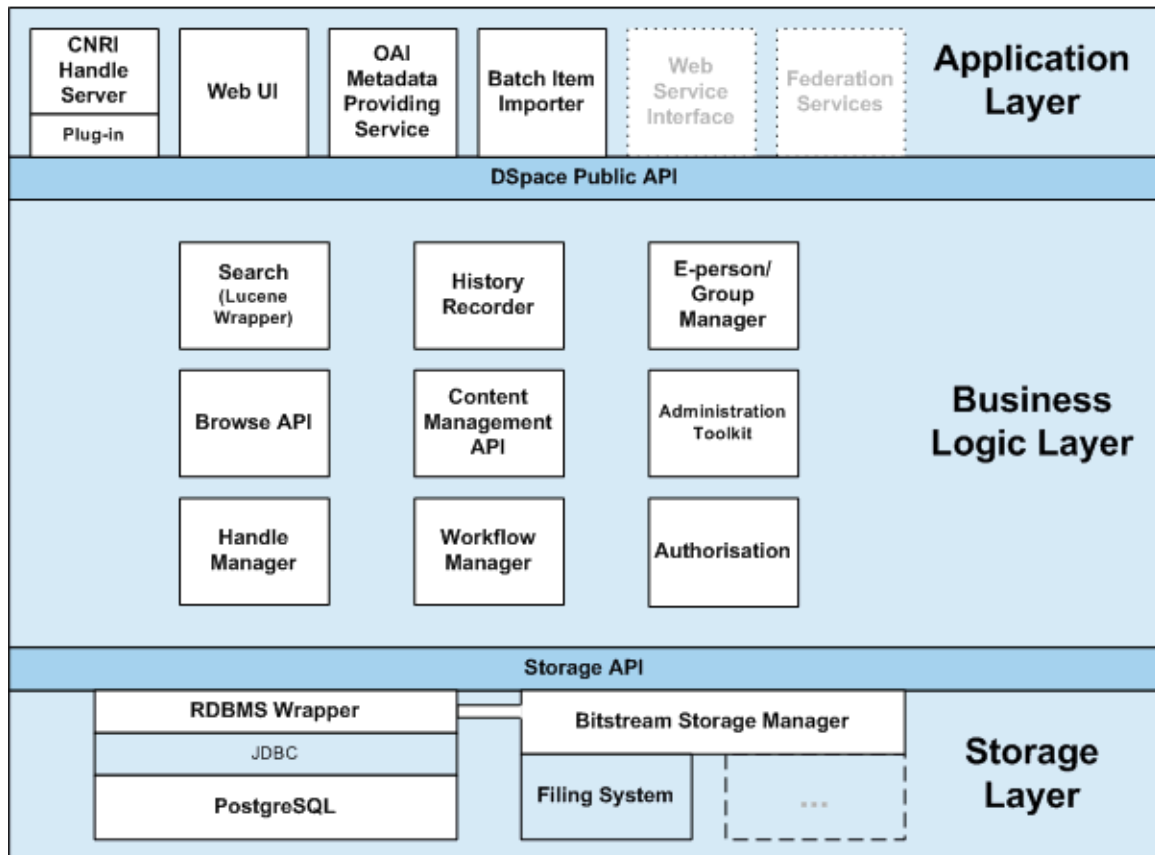 CNRI
Handle
Server
Plug-in
Web UI
OAI
Metadata
Providing
Service
Batch Item
Importer
Web
Service
Interface
Federation
Services
Application
Layer
DSpace Public API
Search
(Lucene
Wrapper)
History
Recorder
E-person/
Group
Manager
Browse API
Content
Management
API
Administration
Toolkit
Business
Logic Layer
Handle
Manager
Workflow
Manager
Authorisation
Storage API
RDBMS Wrapper
JDBC
PostgreSQL
Bitstream Storage Manager
Filing System
...
Storage
Layer